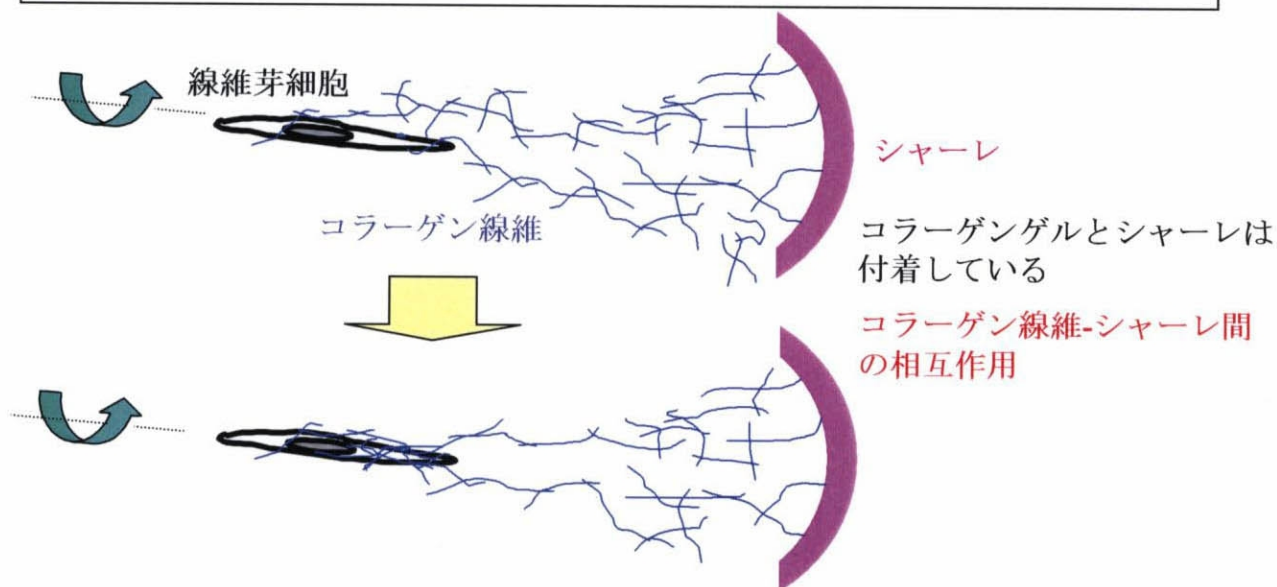 線維芽細胞
シャーレ
コラーゲン線維
コラーゲンゲルとシャーレは
付着している
コラーゲン線維-シャーレ間
の相互作用